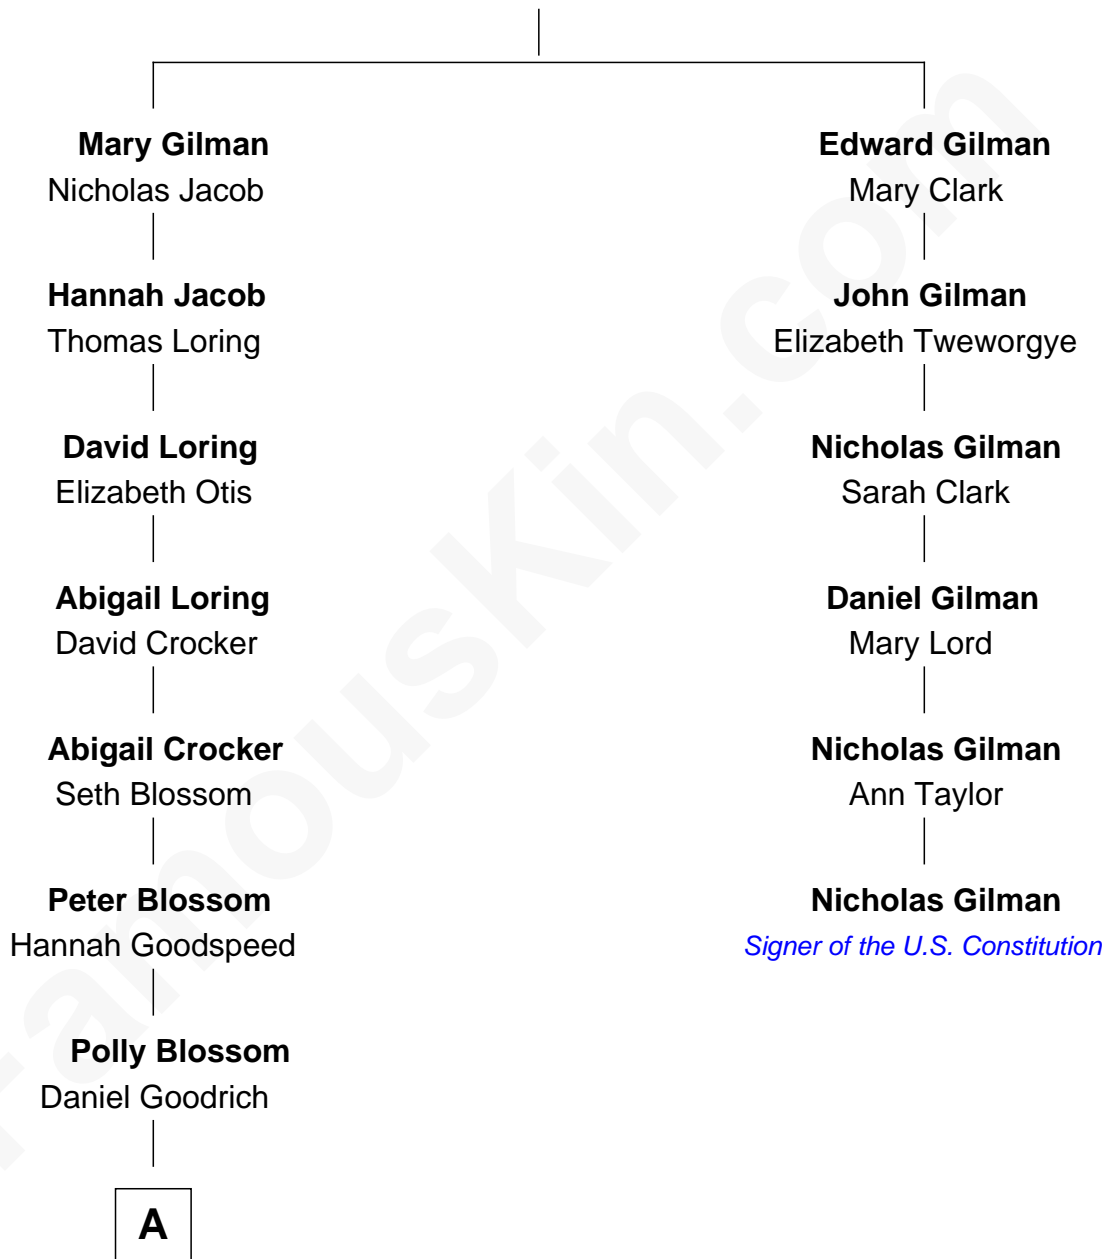 Mary Gilman
Nicholas Jacob
Hannah Jacob
Thomas Loring
David Loring
Elizabeth Otis
Abigail Loring
David Crocker
Abigail Crocker
Seth Blossom
Peter Blossom
Hannah Goodspeed
Polly Blossom
Daniel Goodrich
A
Edward Gilman
Mary Clark
John Gilman
Elizabeth Tweworgye
Nicholas Gilman
Sarah Clark
Daniel Gilman
Mary Lord
Nicholas Gilman
Ann Taylor
Nicholas Gilman
Signer of the U.S. Constitution
FamousKin.com